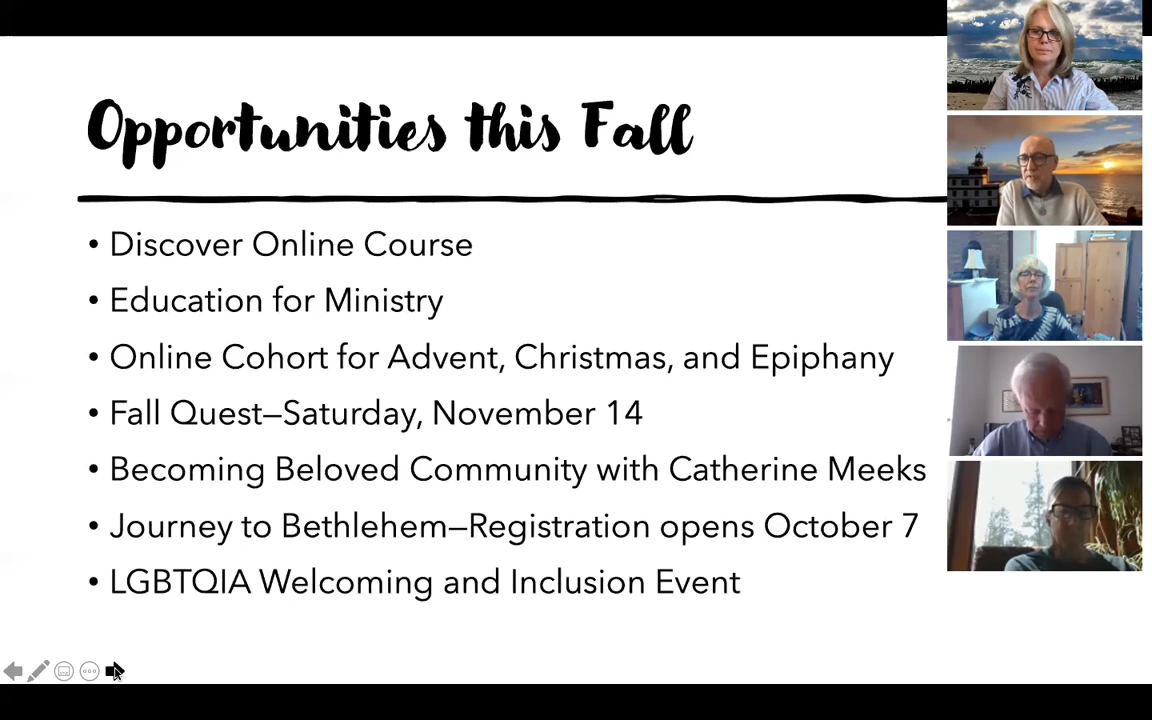 Opportunities this Fall
• Discover Online Course
• Education for Ministry
• Online Cohort for Advent, Christmas, and Epiphany
• Fall Quest—Saturday, November 14
• Becoming Beloved Community with Catherine Meeks
• Journey to Bethlehem—Registration opens October 7
• LGBTQIA Welcoming and Inclusion Event